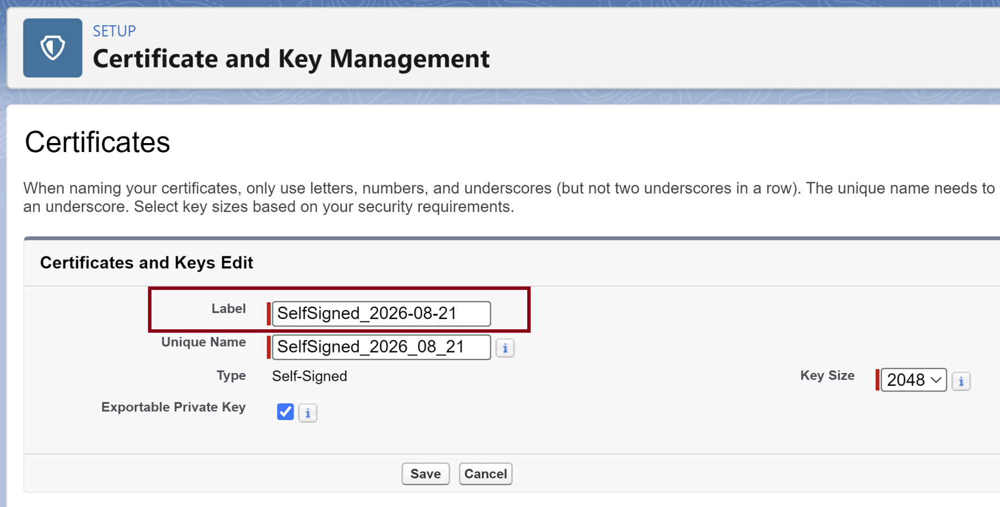 SETUP
Certificate and Key Management
Certificates
When naming your certificates, only use letters, numbers, and underscores (but not two underscores in a row). The unique name needs to
an underscore. Select key sizes based on your security requirements.
Certificates and Keys Edit
Label SelfSigned_2026-08-21
Unique Name SelfSigned_2026_08_21 i
Type Self-Signed Key Size 2048 i
Exportable Private Key i
Save Cancel